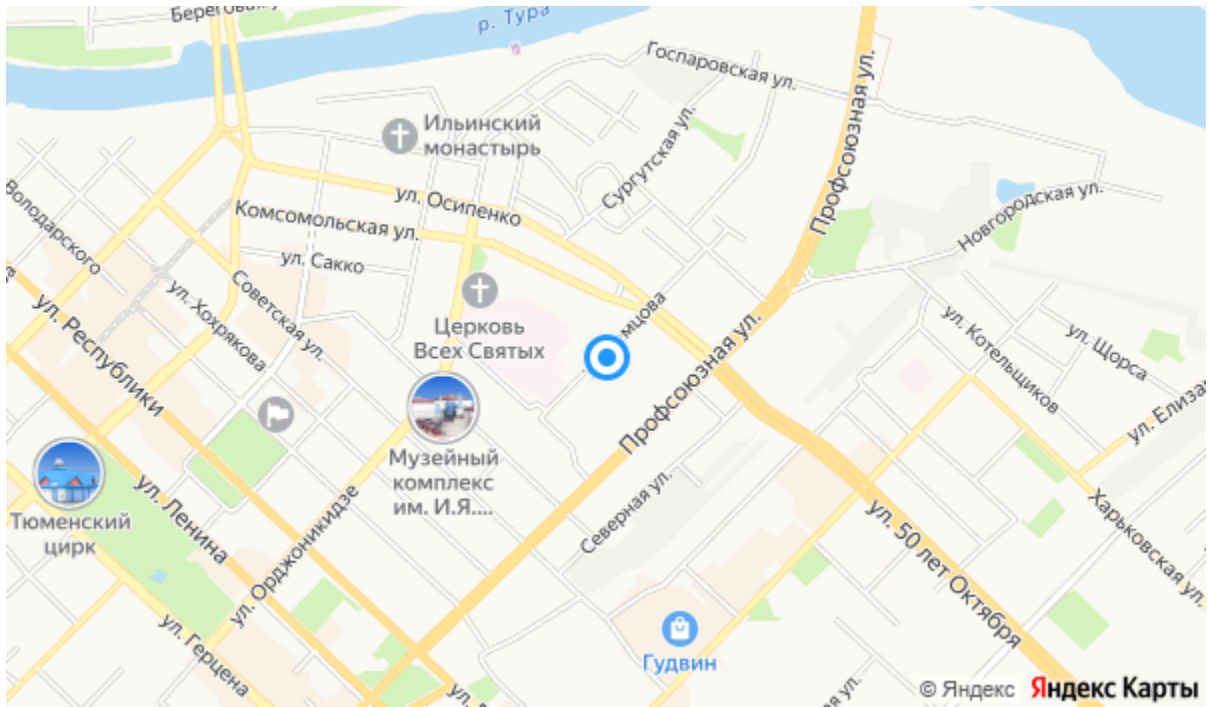 Береговая ул.
р. Тура
Госпаровская ул.
Профсоюзная ул.
Ильинский
монастырь
Сургутская ул.
ул. Осипенко
Комсомольская ул.
Володарского
ул. Сакко
Новгородская ул.
Советская ул.
ул. Хохрякова
ул. Республики
Церковь
Всех Святых
мцова
Профсоюзная ул.
ул. Котельщиков
ул. Щорса
ул. Елиза
Музейный
комплекс
им. И.Я....
Тюменский
цирк
ул. Ленина
ул. Орджоникидзе
Северная ул.
ул. 50 лет Октября
Харьковская ул.
ул. Герцена
Гудвин
ул.
ул.
© Яндекс Яндекс Карты